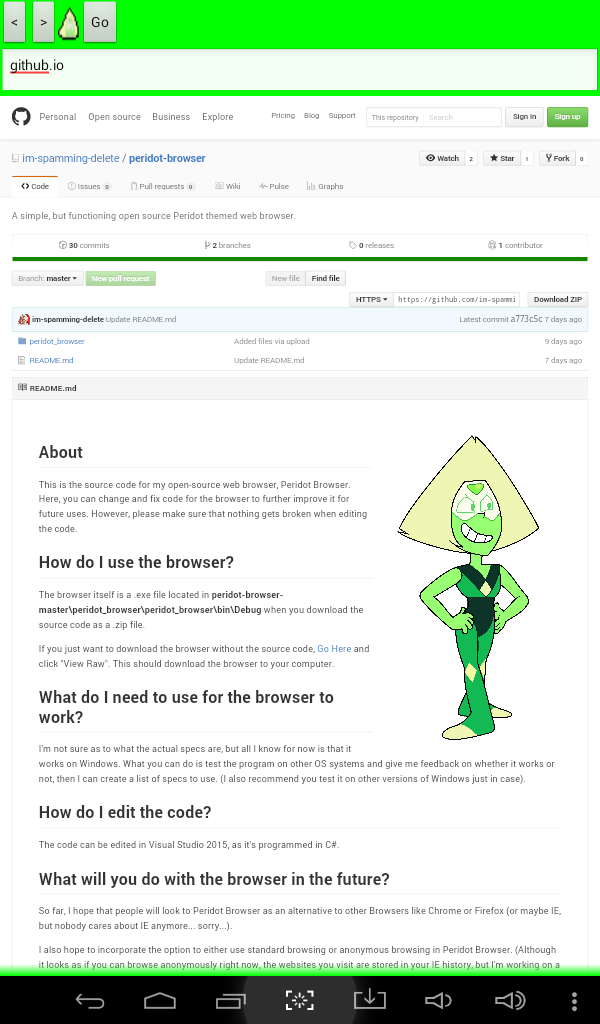 < > Go
github.io
Personal Open source Business Explore Pricing Blog Support This repository Search Sign in Sign up
im-spamming-delete / peridot-browser Watch 2 Star 1 Fork 0
Code Issues 0 Pull requests 0 Wiki Pulse Graphs
A simple, but functioning open source Peridot themed web browser.
30 commits 2 branches 0 releases 1 contributor
Branch: master New pull request New file Find file
HTTPS https://github.com/im-spammi Download ZIP
im-spamming-delete Update README.md Latest commit a773c5c 7 days ago
peridot_browser Added files via upload 9 days ago
README.md Update README.md 7 days ago
README.md
About
This is the source code for my open-source web browser, Peridot Browser.
Here, you can change and fix code for the browser to further improve it for
future uses. However, please make sure that nothing gets broken when editing
the code.
How do I use the browser?
The browser itself is a .exe file located in peridot-browser-
master\peridot_browser\peridot_browser\bin\Debug when you download the
source code as a .zip file.
If you just want to download the browser without the source code, Go Here and
click "View Raw". This should download the browser to your computer.
What do I need to use for the browser to
work?
I'm not sure as to what the actual specs are, but all I know for now is that it
works on Windows. What you can do is test the program on other OS systems and give me feedback on whether it works or
not, then I can create a list of specs to use. (I also recommend you test it on other versions of Windows just in case).
How do I edit the code?
The code can be edited in Visual Studio 2015, as it's programmed in C#.
What will you do with the browser in the future?
So far, I hope that people will look to Peridot Browser as an alternative to other Browsers like Chrome or Firefox (or maybe IE,
but nobody cares about IE anymore... sorry...).
I also hope to incorporate the option to either use standard browsing or anonymous browsing in Peridot Browser. (Although
it looks as if you can browse anonymously right now, the websites you visit are stored in your IE history, but I'm working on a